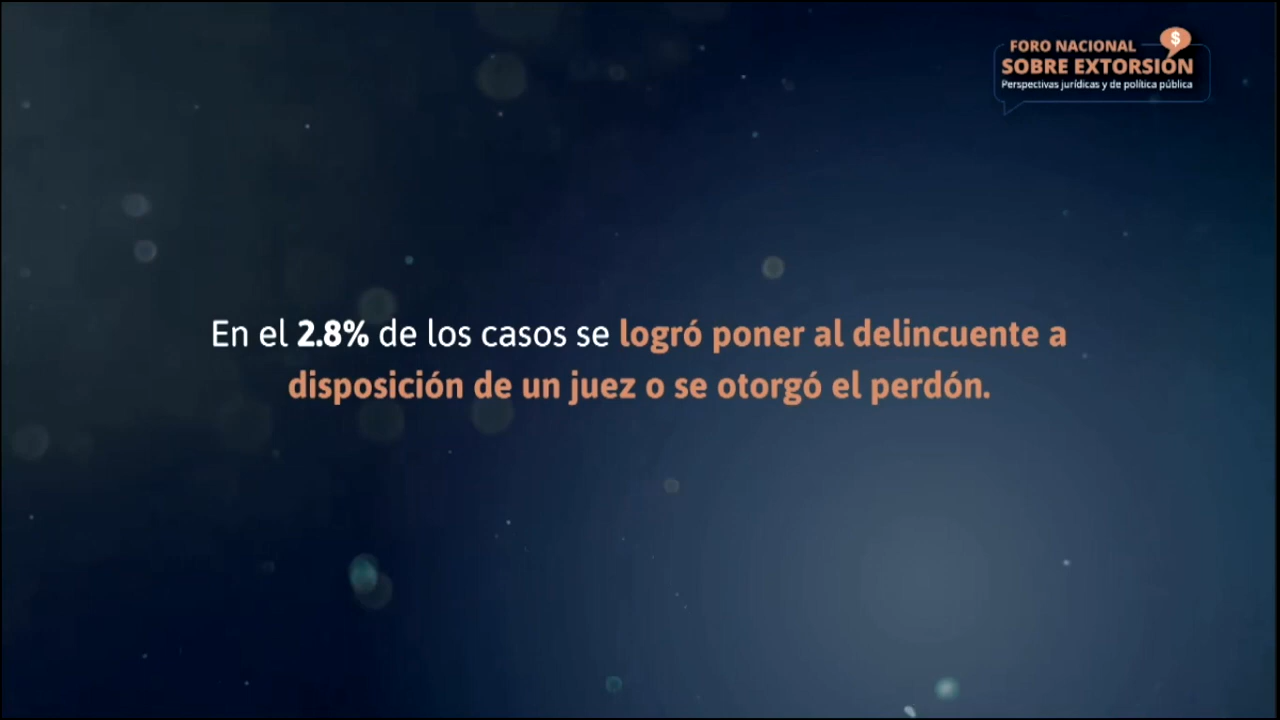 FORO NACIONAL
$
SOBRE EXTORSIÓN
Perspectivas jurídicas y de política pública
En el 2.8% de los casos se logró poner al delincuente a
disposición de un juez o se otorgó el perdón.